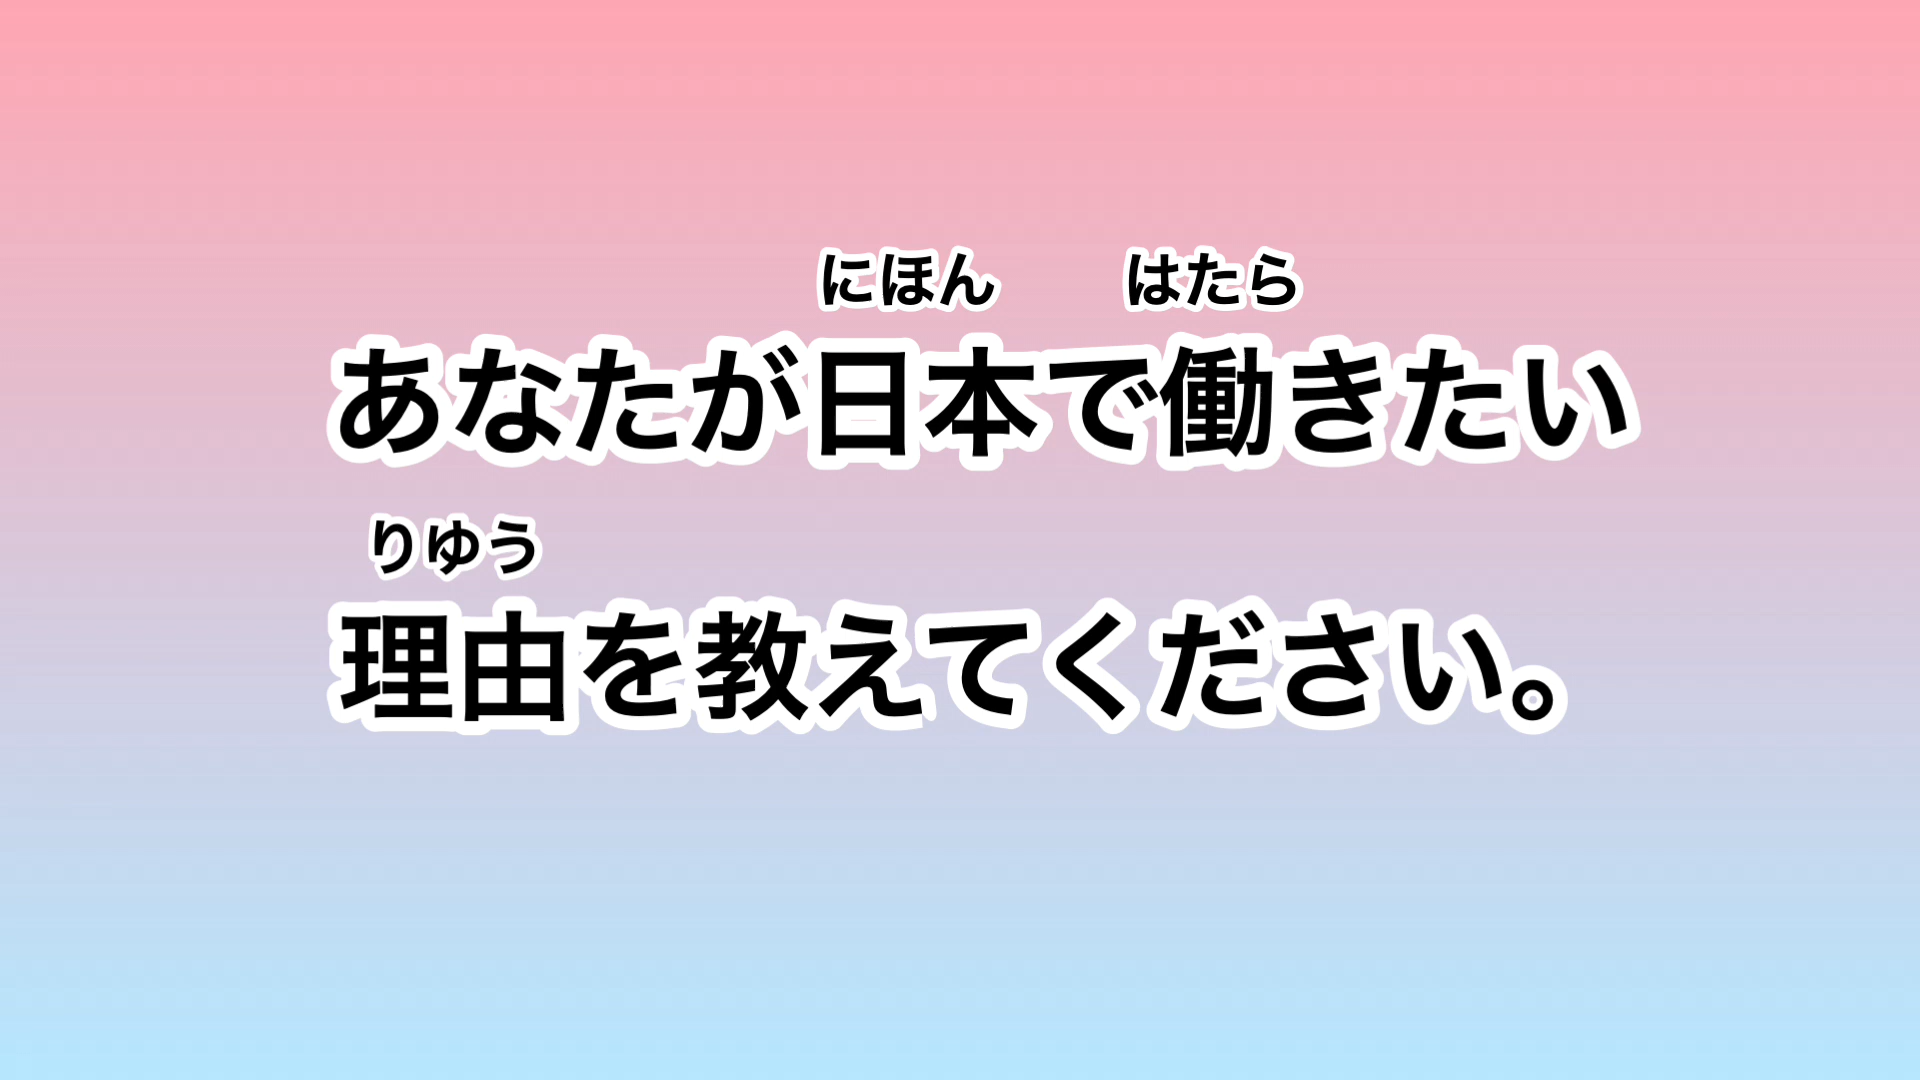 にほん はたら
あなたが日本で働きたい
りゆう
理由を教えてください。